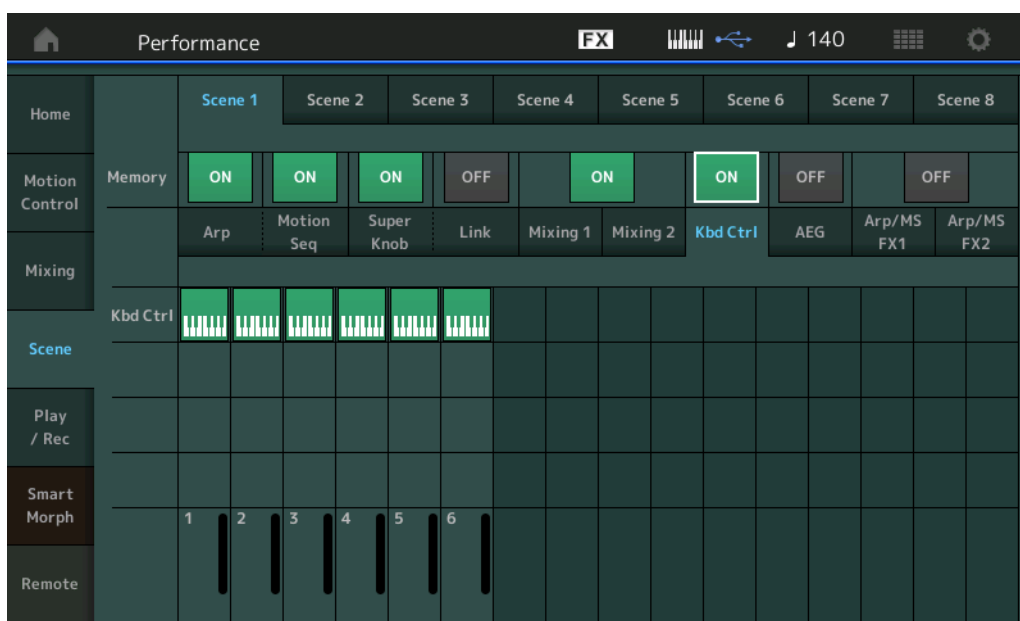 Performance FX 140
Scene 1 Scene 2 Scene 3 Scene 4 Scene 5 Scene 6 Scene 7 Scene 8
Home
Memory ON ON ON OFF ON ON OFF OFF
Motion
Control
Arp Motion Seq Super Knob Link Mixing 1 Mixing 2 Kbd Ctrl AEG Arp/MS FX1 Arp/MS FX2
Mixing
Kbd Ctrl
Scene
Play
/ Rec
Smart
Morph
1 2 3 4 5 6
Remote